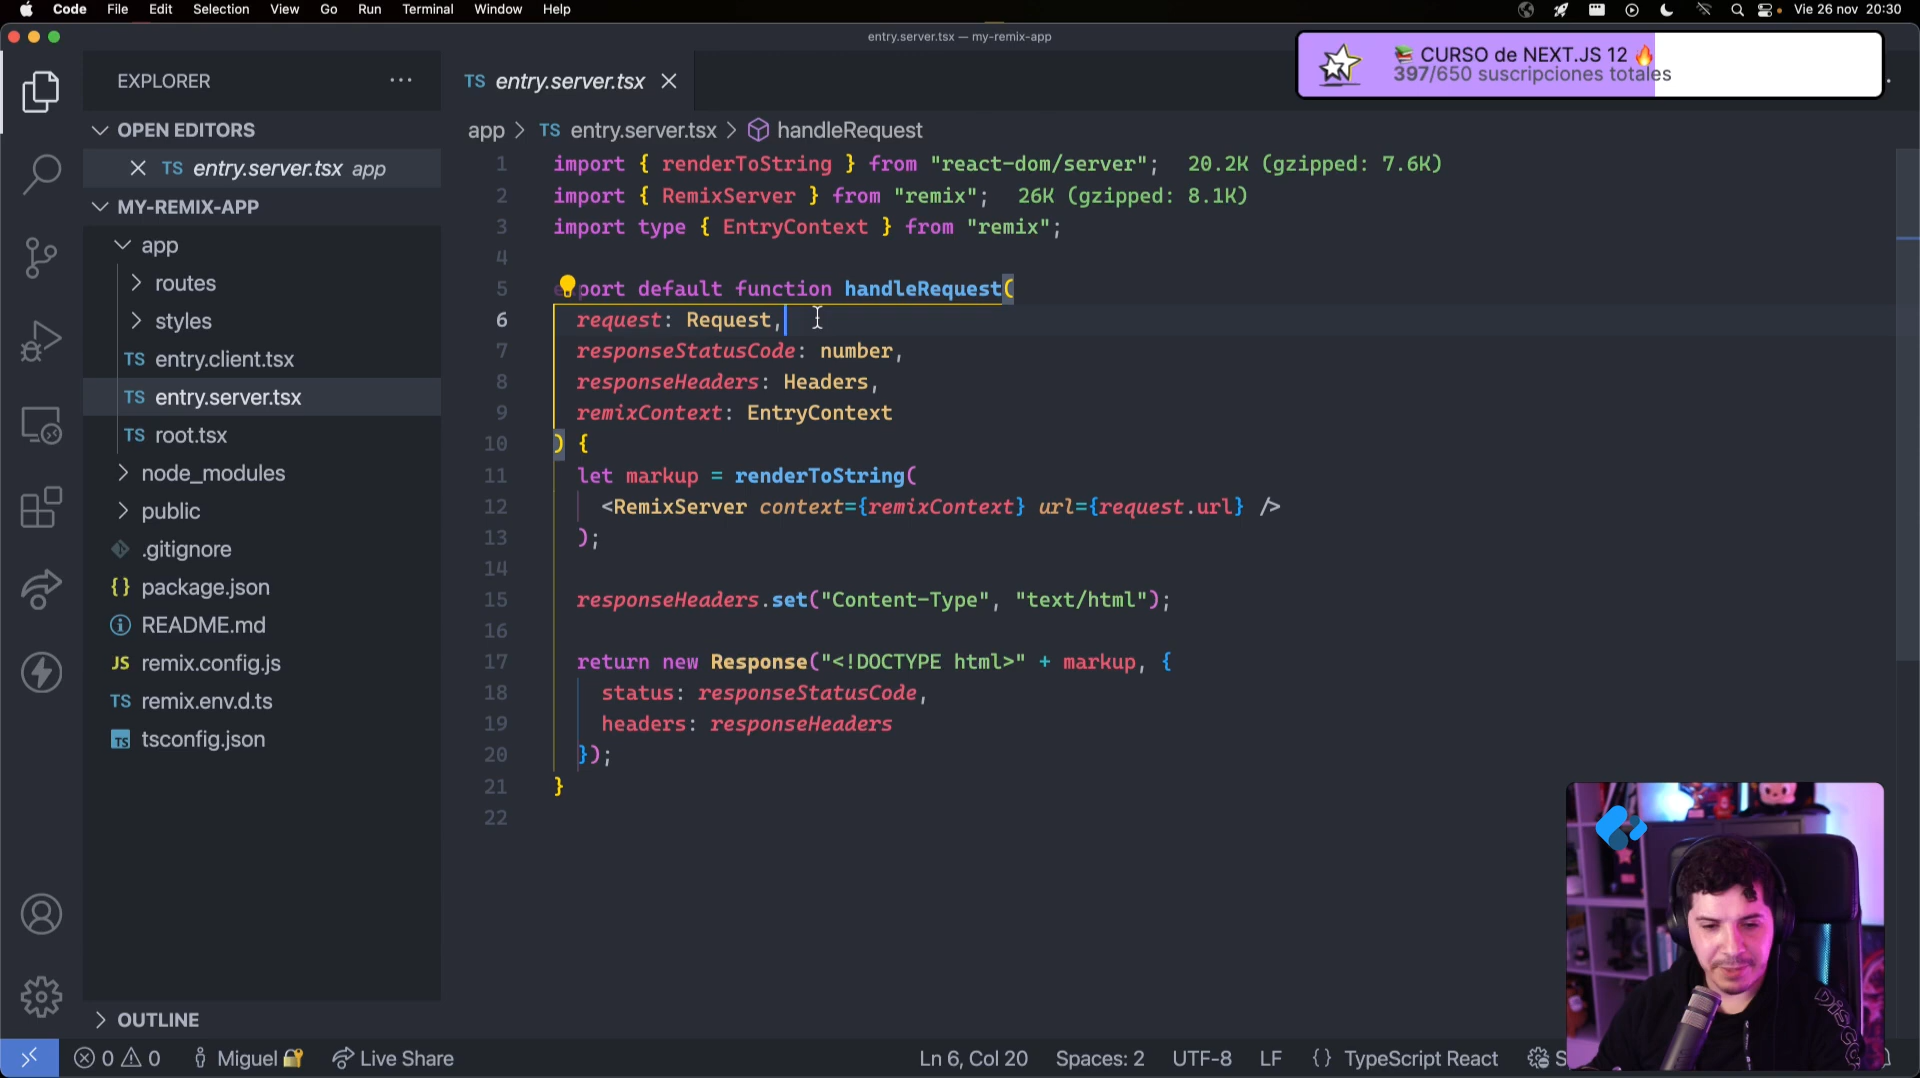 Code File Edit Selection View Go Run Terminal Window Help Vie 26 nov 20:30
entry.server.tsx — my-remix-app
CURSO de NEXT.JS 12
397/650 suscripciones totales
EXPLORER
TS entry.server.tsx
OPEN EDITORS
TS entry.server.tsx app
MY-REMIX-APP
app
routes
styles
TS entry.client.tsx
TS entry.server.tsx
TS root.tsx
node_modules
public
.gitignore
{} package.json
README.md
JS remix.config.js
TS remix.env.d.ts
TS tsconfig.json
OUTLINE
app > TS entry.server.tsx > handleRequest
1 import { renderToString } from "react-dom/server"; 20.2K (gzipped: 7.6K)
2 import { RemixServer } from "remix"; 26K (gzipped: 8.1K)
3 import type { EntryContext } from "remix";
4
5 export default function handleRequest(
6 request: Request,
7 responseStatusCode: number,
8 responseHeaders: Headers,
9 remixContext: EntryContext
10 ) {
11 let markup = renderToString(
12 <RemixServer context={remixContext} url={request.url} />
13 );
14
15 responseHeaders.set("Content-Type", "text/html");
16
17 return new Response("<!DOCTYPE html>" + markup, {
18 status: responseStatusCode,
19 headers: responseHeaders
20 });
21 }
22
0 0 Miguel Live Share Ln 6, Col 20 Spaces: 2 UTF-8 LF {} TypeScript React S